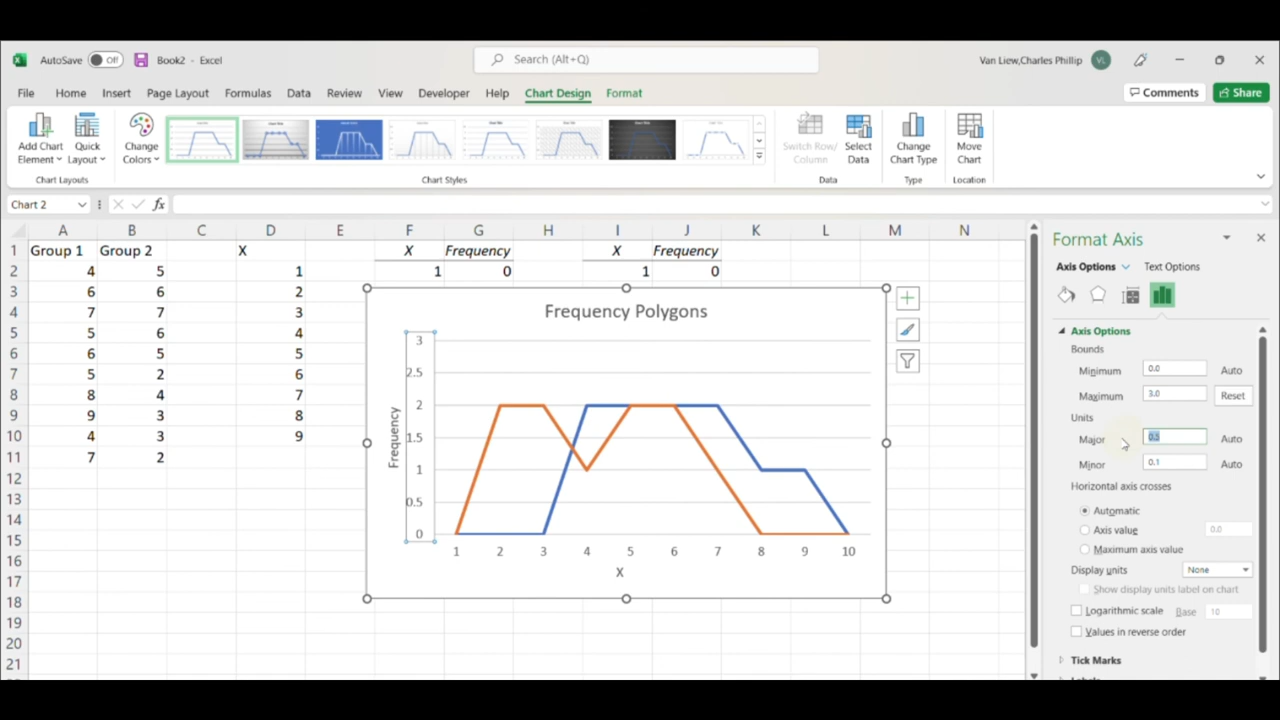 AutoSave Off Book2 - Excel Search (Alt+Q) Van Liew,Charles Phillip VL
File Home Insert Page Layout Formulas Data Review View Developer Help Chart Design Format Comments Share
Add Chart Element Quick Layout Change Colors Switch Row/ Column Select Data Change Chart Type Move Chart
Chart Layouts Chart Styles Data Type Location
Chart 2 fx
A B C D E F G H I J K L M N
1 Group 1 Group 2 X X Frequency X Frequency
2 4 5 1 1 0 1 0
3 6 6 2
4 7 7 3
5 5 6 4
6 6 5 5
7 5 2 6
8 8 4 7
9 9 3 8
10 4 3 9
11 7 2
12
13
14
15
16
17
18
19
20
21
Frequency Polygons
3
2.5
2
1.5
1
0.5
0
Frequency
1 2 3 4 5 6 7 8 9 10
X
Format Axis
Axis Options Text Options
Axis Options
Bounds
Minimum 0.0 Auto
Maximum 3.0 Reset
Units
Major 0.5 Auto
Minor 0.1 Auto
Horizontal axis crosses
Automatic
Axis value 0.0
Maximum axis value
Display units None
Show display units label on chart
Logarithmic scale Base 10
Values in reverse order
Tick Marks